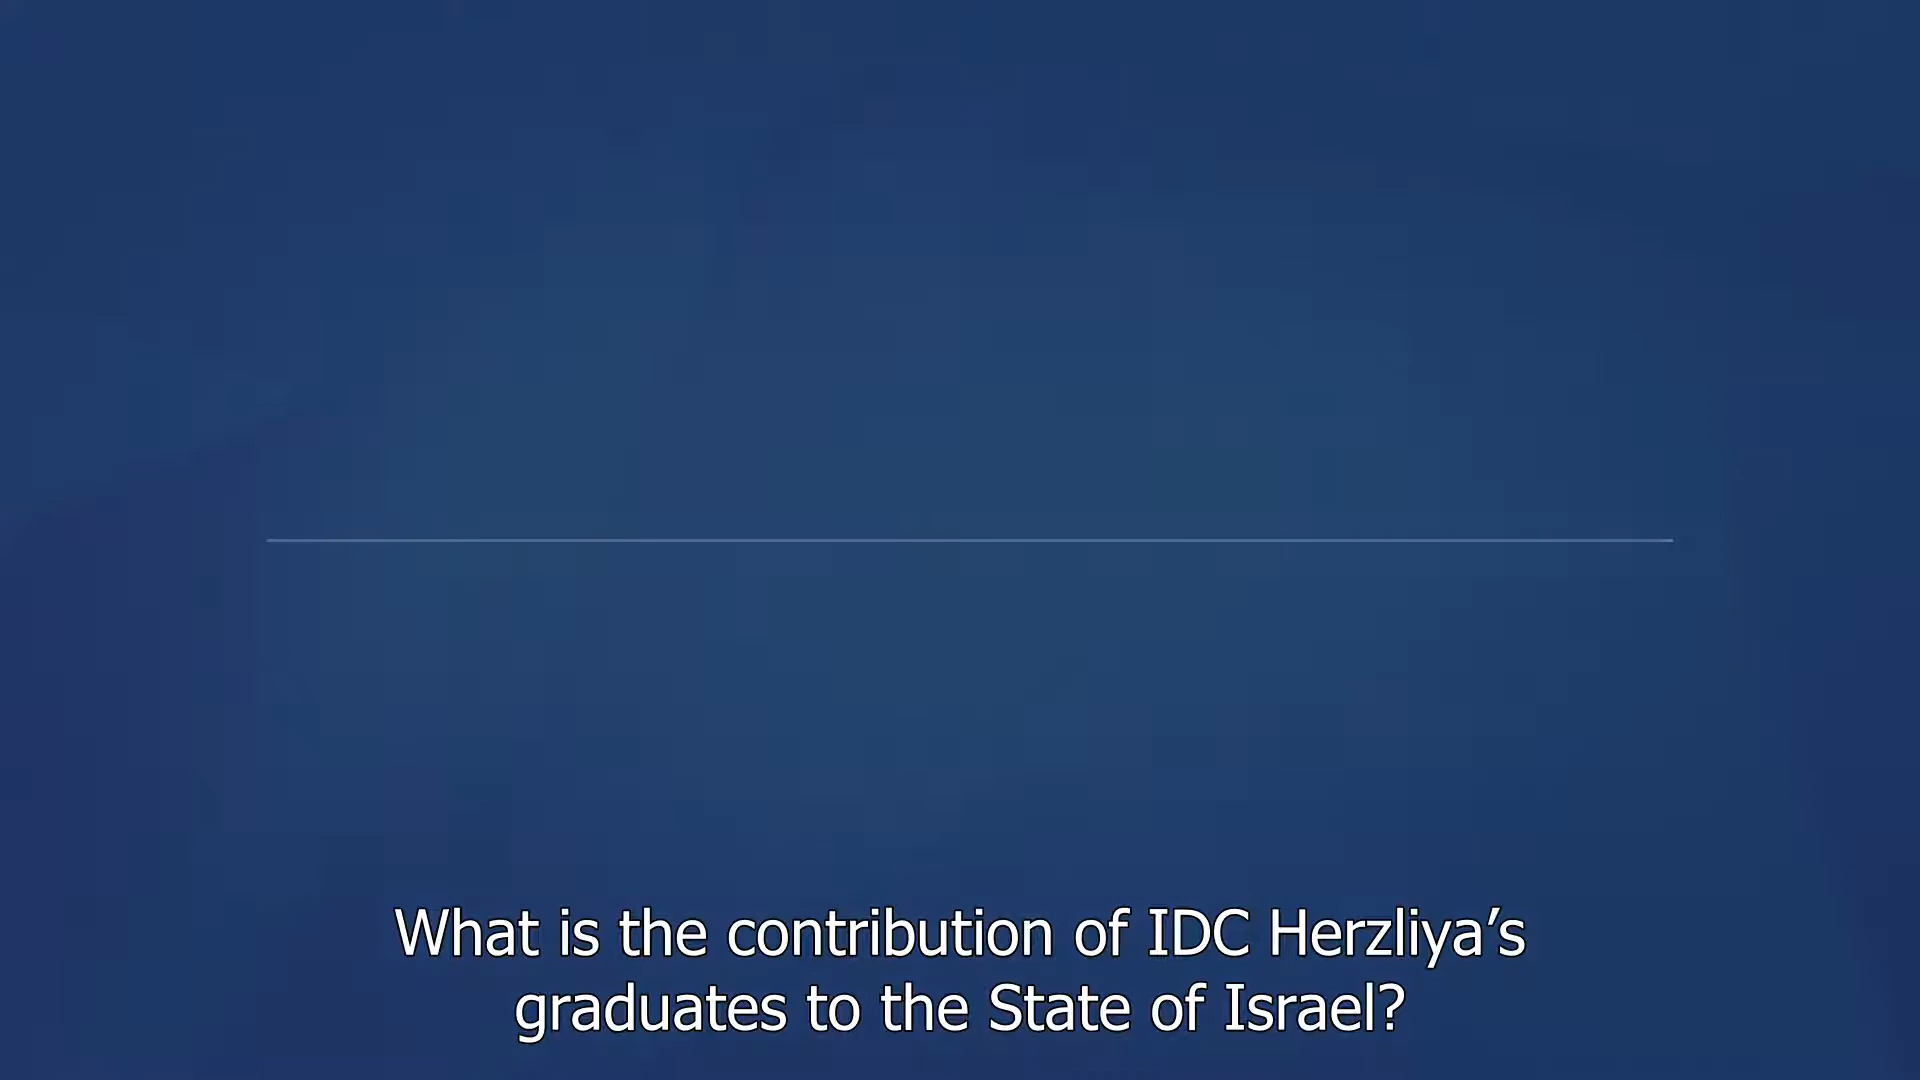 What is the contribution of IDC Herzliya’s
graduates to the State of Israel?